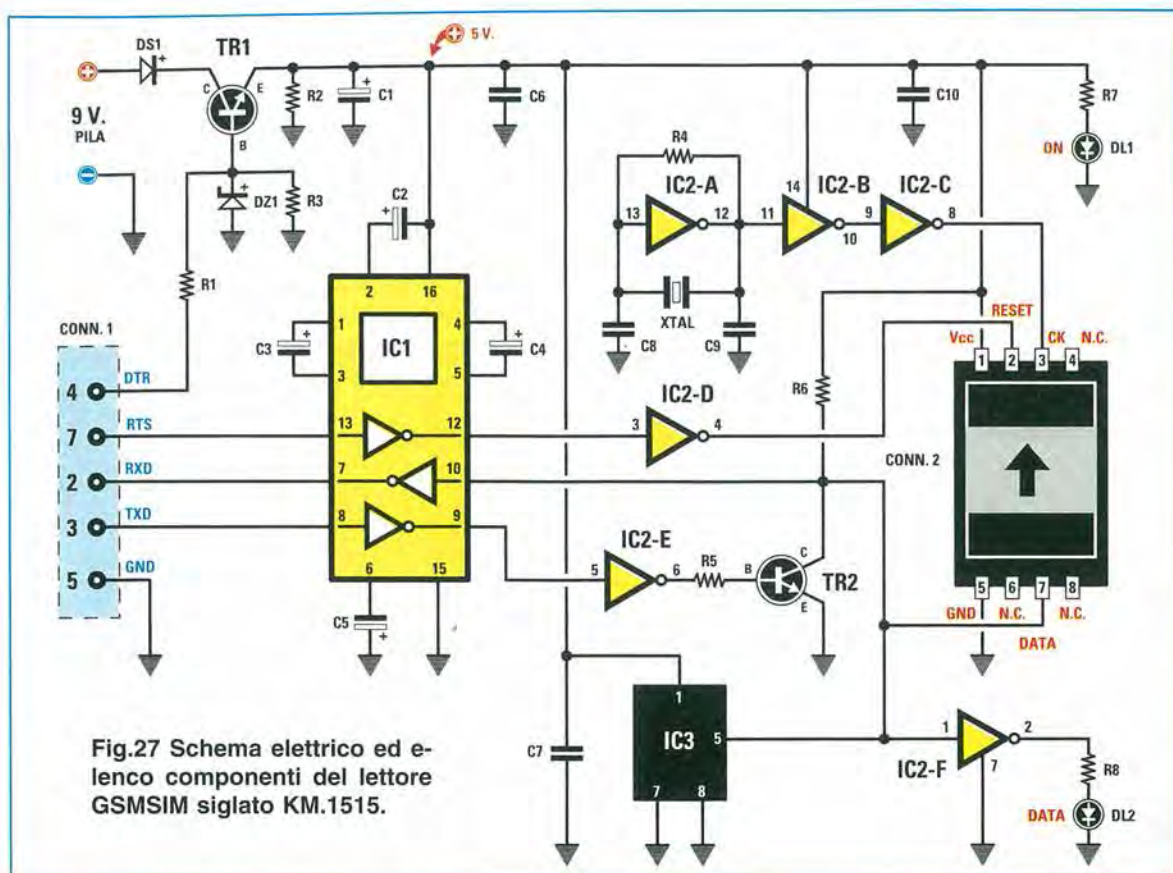 DS1
TR1
5 V.
C
E
B
9 V.
PILA
R2
C1
C6
C10
R7
ON
DL1
DZ1
R3
R1
C2
R4
IC2-A
IC2-B
IC2-C
13
12
11
14
10
9
8
XTAL
C8
C9
2
16
1
3
4
5
IC1
C3
C4
CONN. 1
4
DTR
7
RTS
2
RXD
3
TXD
5
GND
13
12
7
10
8
9
6
15
C5
IC2-D
3
4
R6
RESET
Vcc
CK
N.C.
1
2
3
4
CONN. 2
5
6
7
8
GND
N.C.
N.C.
DATA
IC2-E
5
6
R5
B
C
E
TR2
C7
1
IC3
5
7
8
1
2
7
IC2-F
R8
DATA
DL2
Fig.27 Schema elettrico ed e-
lenco componenti del lettore
GSMSIM siglato KM.1515.